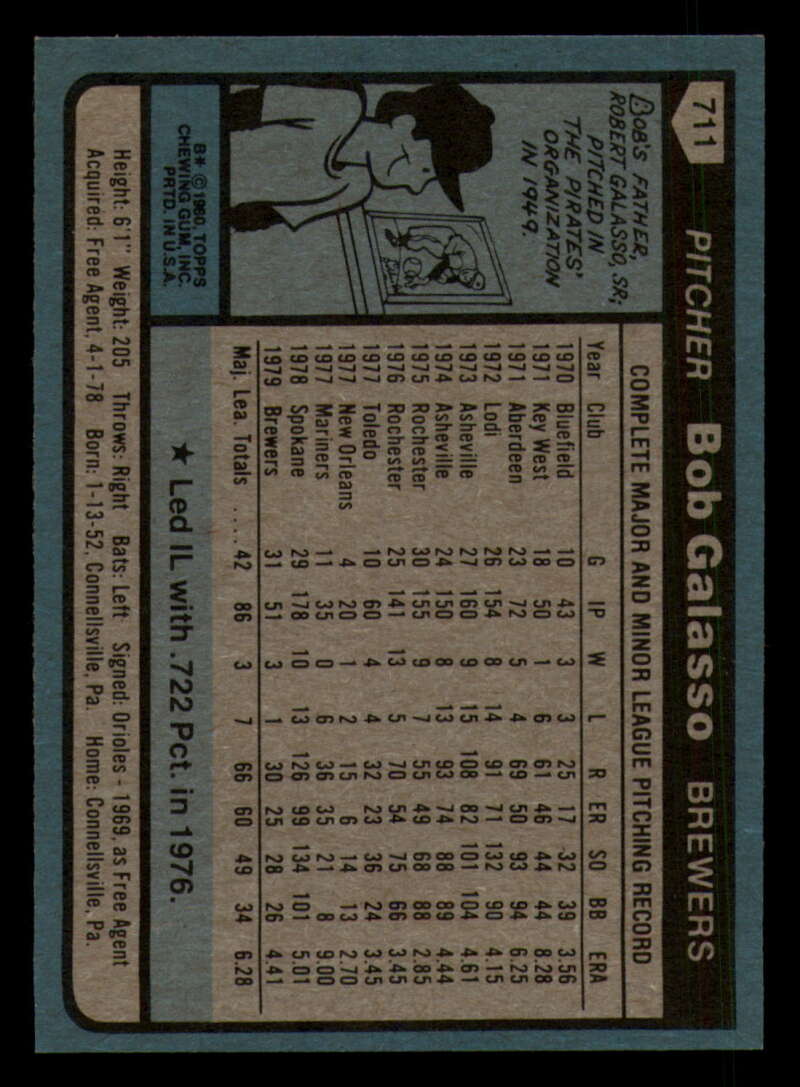 711 PITCHER Bob Galasso BREWERS
BOB'S FATHER,
ROBERT GALASSO, SR.,
PITCHED IN
THE PIRATES'
ORGANIZATION
IN 1949.
B* © 1980, TOPPS
CHEWING GUM, INC.
PRTD. IN U.S.A.
COMPLETE MAJOR AND MINOR LEAGUE PITCHING RECORD
Year Club G IP W L R ER SO BB ERA
1970 Bluefield 10 43 3 3 25 17 32 39 3.56
1971 Key West 18 50 1 6 61 46 44 44 8.28
1971 Aberdeen 23 72 5 4 69 50 93 94 6.25
1972 Lodi 26 154 8 14 91 71 132 90 4.15
1973 Asheville 27 160 9 15 108 82 101 104 4.61
1974 Asheville 24 150 8 13 93 74 88 89 4.44
1975 Rochester 30 155 9 7 55 49 68 88 2.85
1976 Rochester 25 141 13 5 70 54 75 66 3.45
1977 Toledo 10 60 4 4 32 23 36 24 3.45
1977 New Orleans 4 20 1 2 15 6 14 13 2.70
1977 Mariners 11 35 0 6 36 35 21 8 9.00
1978 Spokane 29 178 10 13 126 99 134 101 5.01
1979 Brewers 31 51 3 1 30 25 28 26 4.41
Maj. Lea. Totals .... 42 86 3 7 66 60 49 34 6.28
★ Led IL with .722 Pct. in 1976.
Height: 6'1" Weight: 205 Throws: Right Bats: Left Signed: Orioles - 1969, as Free Agent
Acquired: Free Agent, 4-1-78 Born: 1-13-52, Connellsville, Pa. Home: Connellsville, Pa.